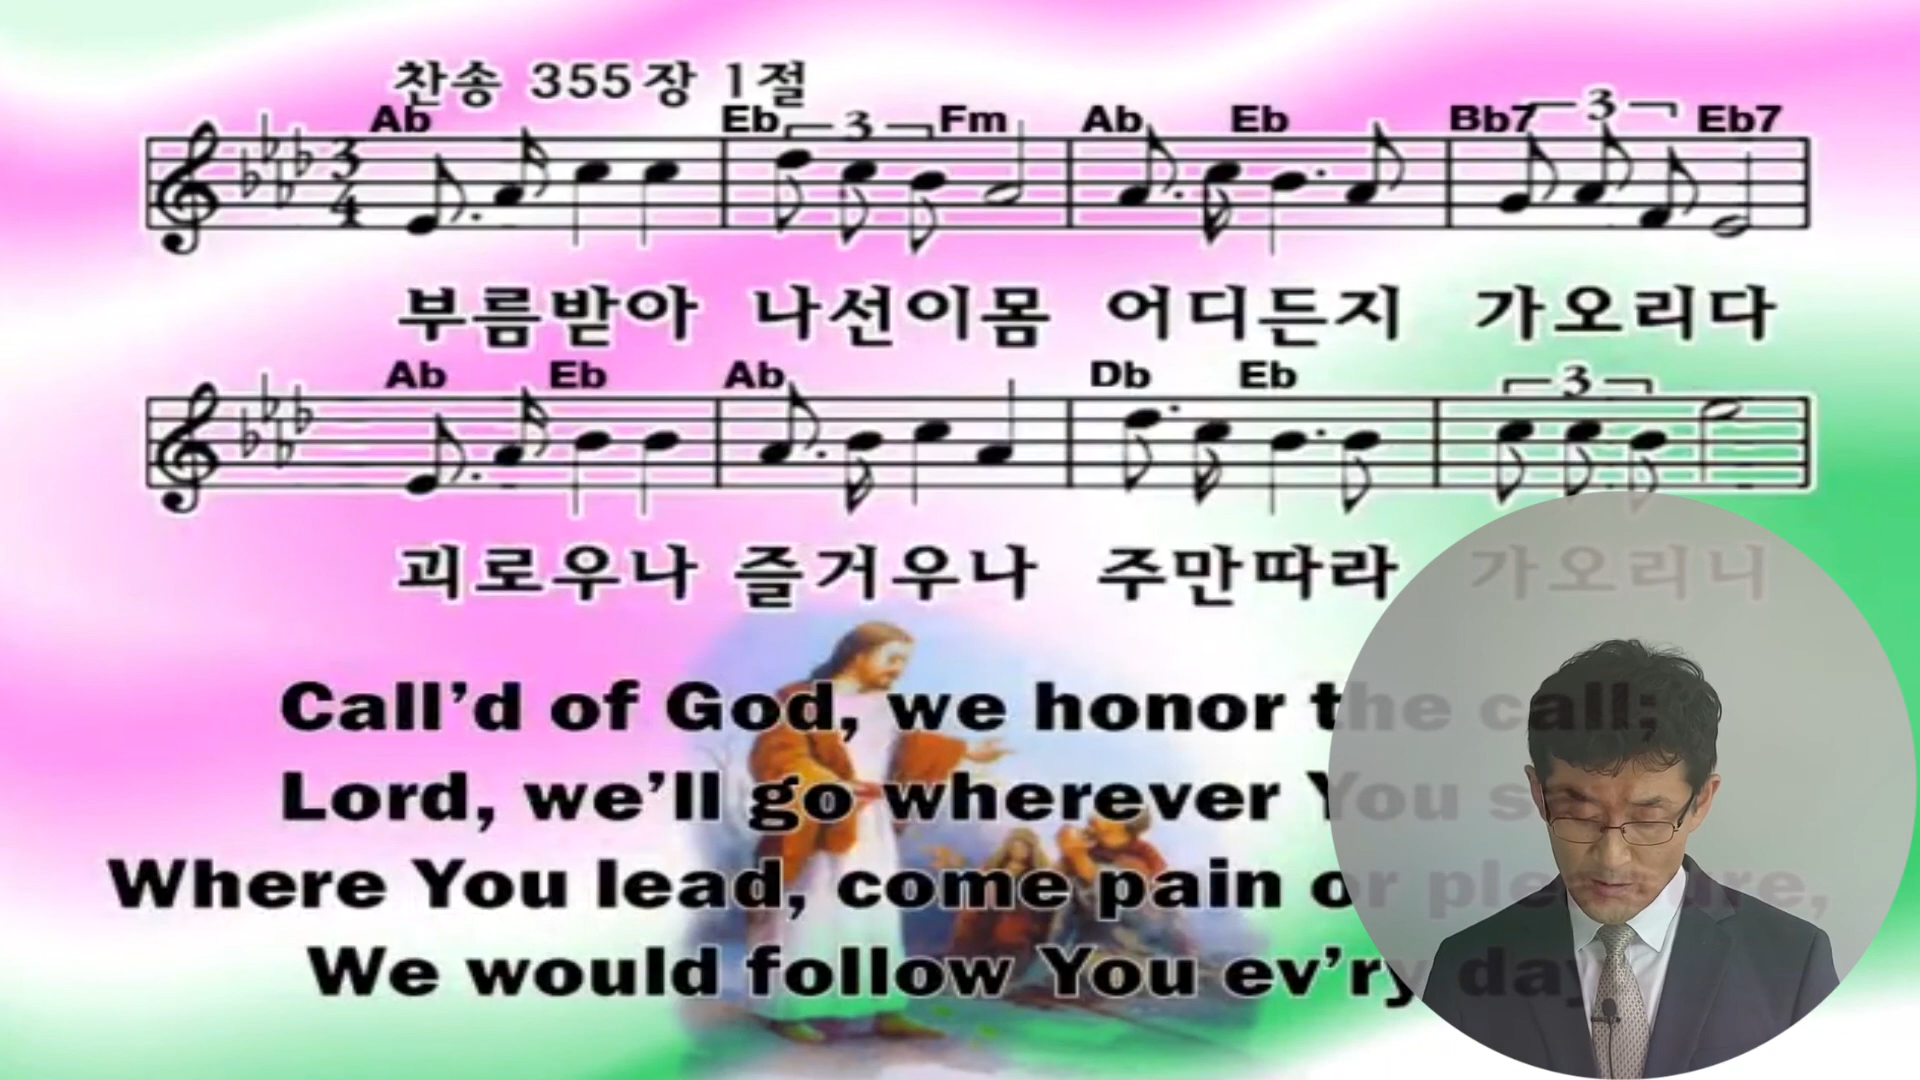 찬송 355장 1절
Ab Eb 3 Fm Ab Eb Bb7 3 Eb7
3
4
부름받아 나선이몸 어디든지 가오리다
Ab Eb Ab Db Eb 3
괴로우나 즐거우나 주만따라 가오리니
Call’d of God, we honor the call;
Lord, we’ll go wherever You
Where You lead, come pain or pleasure,
We would follow You ev’ry day